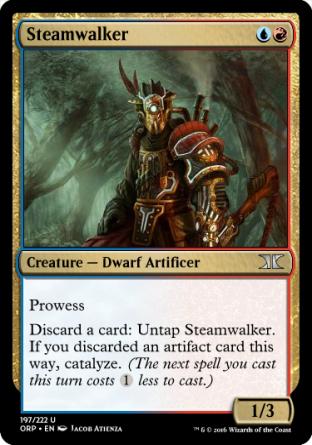 Steamwalker
Creature — Dwarf Artificer
Prowess
Discard a card: Untap Steamwalker.
If you discarded an artifact card this
way, catalyze. (The next spell you cast
this turn costs 1 less to cast.)
197/222 U
ORP • EN Jacob Atienza
™ & © 2016 Wizards of the Coast
1/3